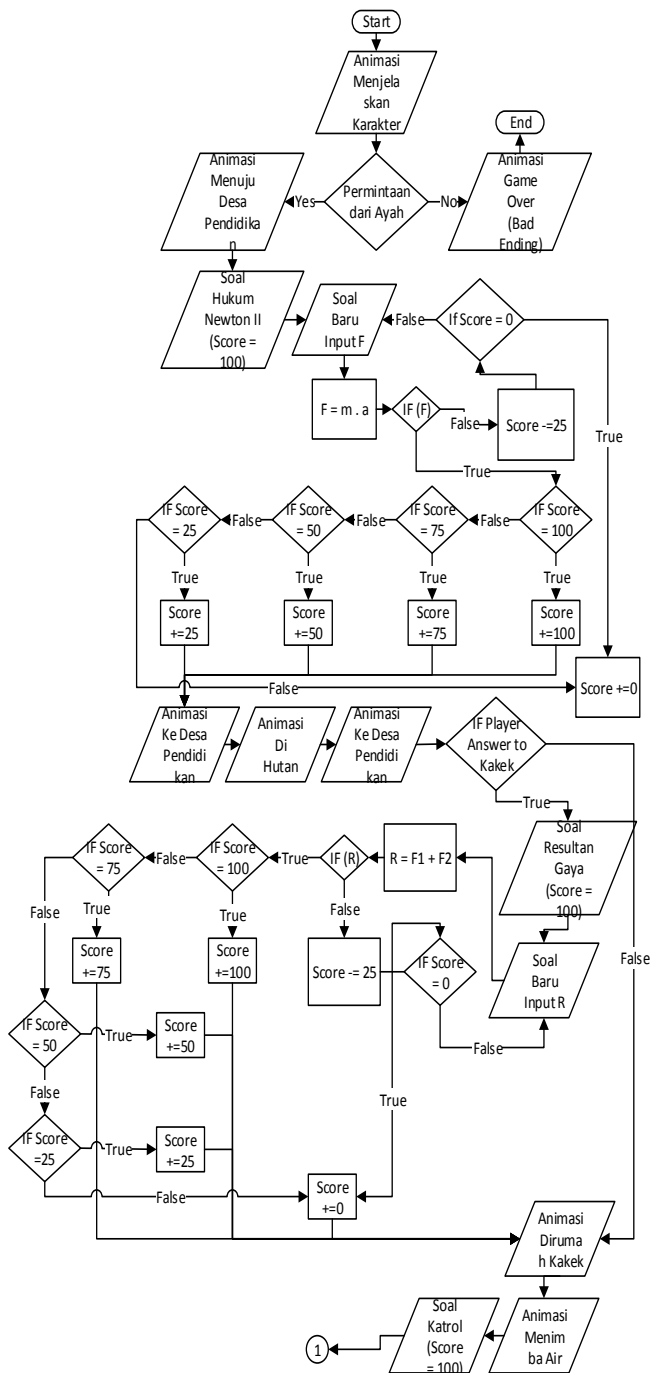 Start
Animasi
Menjela
skan
Karakter
End
Animasi
Menuju
Desa
Pendidika
n
Yes
Permintaan
dari Ayah
No
Animasi
Game
Over
(Bad
Ending)
Soal
Hukum
Newton II
(Score =
100)
Soal
Baru
Input F
False
If Score = 0
F = m . a
IF (F)
False
Score -=25
True
True
IF Score
= 25
False
IF Score
= 50
False
IF Score
= 75
False
IF Score
= 100
True
True
True
True
Score
+=25
Score
+=50
Score
+=75
Score
+=100
False
Score +=0
Animasi
Ke Desa
Pendidi
kan
Animasi
Di
Hutan
Animasi
Ke Desa
Pendidi
kan
IF Player
Answer to
Kakek
True
Soal
Resultan
Gaya
(Score =
100)
IF Score
= 75
False
IF Score
= 100
True
IF (R)
R = F1 + F2
False
True
True
False
Score
+=75
Score
+=100
Score -= 25
IF Score
= 0
Soal
Baru
Input R
False
IF Score
= 50
True
Score
+=50
False
False
True
IF Score
=25
True
Score
+=25
False
Score
+=0
Animasi
Diruma
h Kakek
1
Soal
Katrol
(Score
= 100)
Animasi
Menim
ba Air